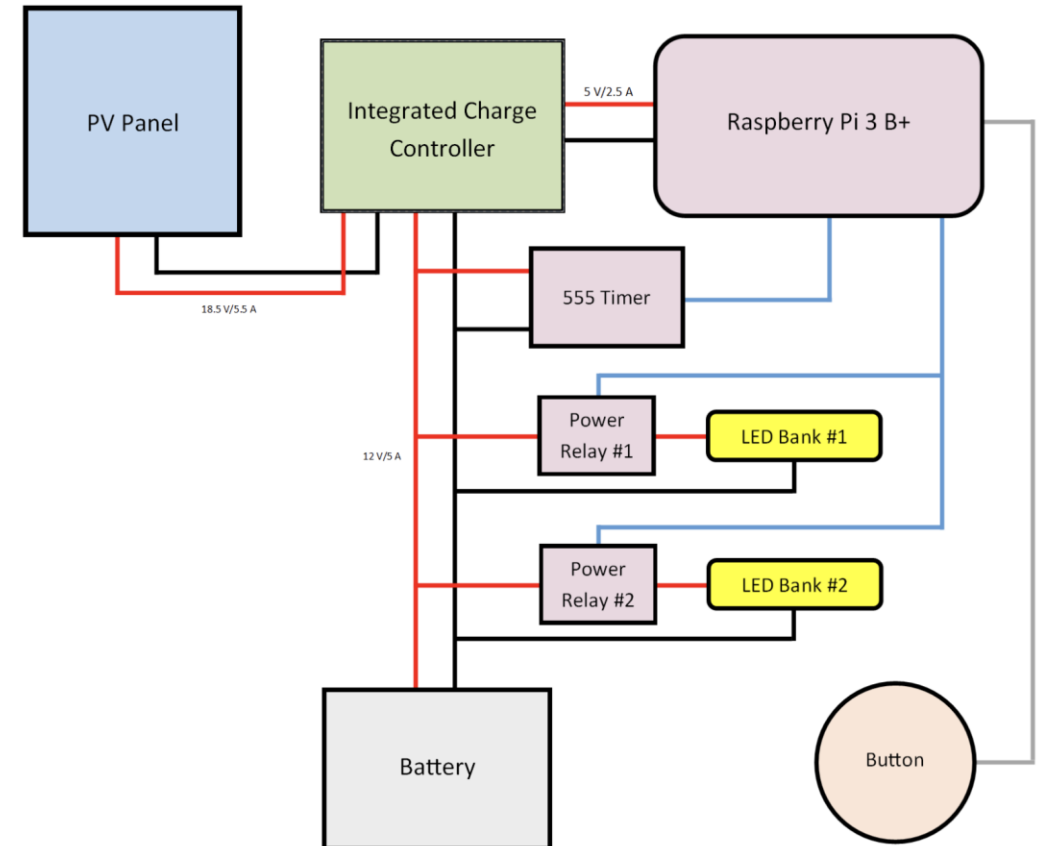 PV Panel
Integrated Charge
Controller
5 V/2.5 A
Raspberry Pi 3 B+
18.5 V/5.5 A
555 Timer
Power
Relay #1
LED Bank #1
12 V/5 A
Power
Relay #2
LED Bank #2
Battery
Button